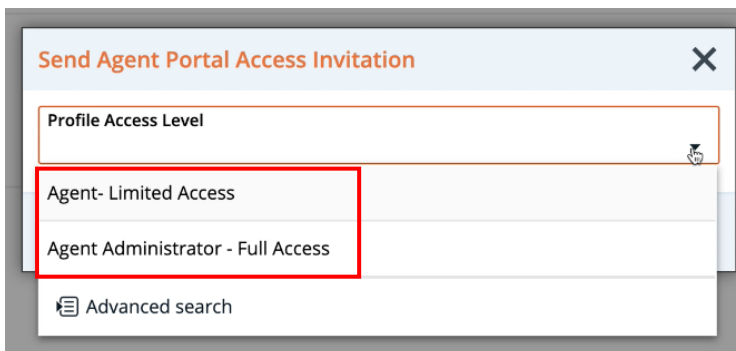 Send Agent Portal Access Invitation
Profile Access Level
Agent- Limited Access
Agent Administrator - Full Access
Advanced search